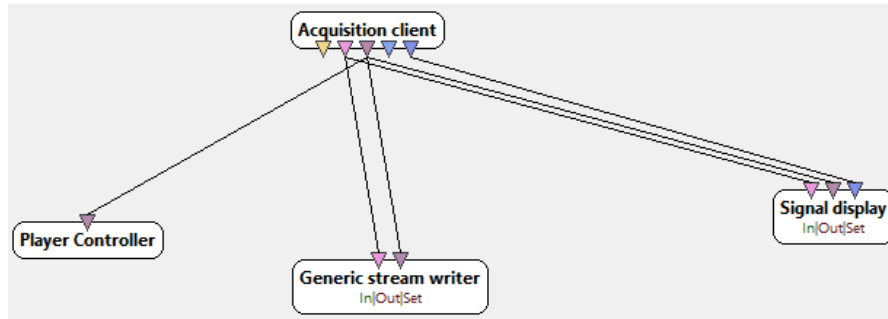 Acquisition client
Signal display
In|Out|Set
Player Controller
Generic stream writer
In|Out|Set